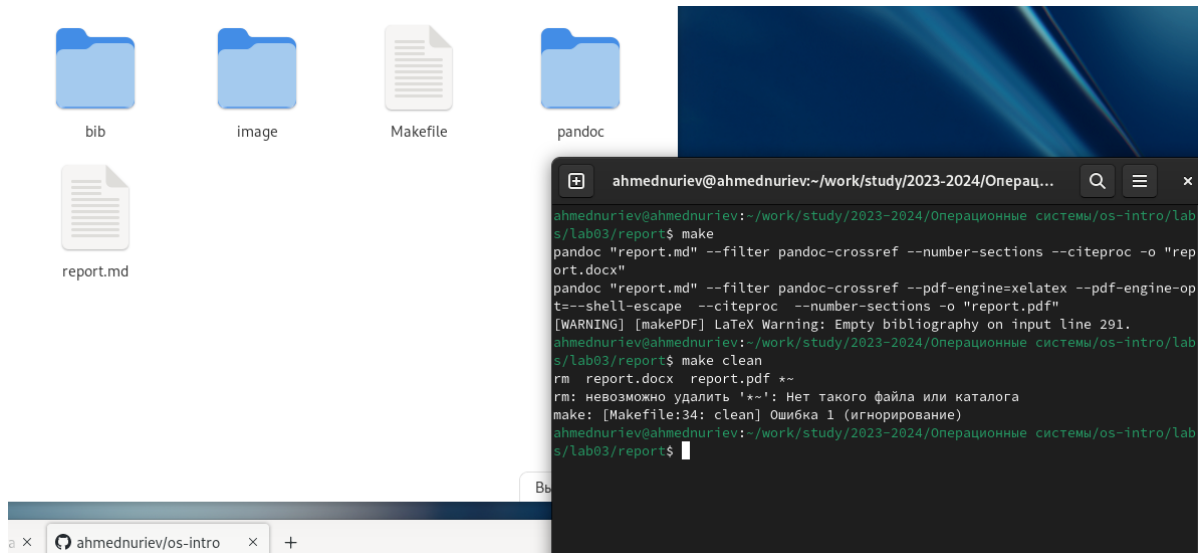 bib
image
Makefile
pandoc
report.md
ahmednuriev@ahmednuriev:~/work/study/2023-2024/Операц...
ahmednuriev@ahmednuriev:~/work/study/2023-2024/Операционные системы/os-intro/lab
s/lab03/report$ make
pandoc "report.md" --filter pandoc-crossref --number-sections --citeproc -o "rep
ort.docx"
pandoc "report.md" --filter pandoc-crossref --pdf-engine=xelatex --pdf-engine-op
t=--shell-escape  --citeproc  --number-sections -o "report.pdf"
[WARNING] [makePDF] LaTeX Warning: Empty bibliography on input line 291.
ahmednuriev@ahmednuriev:~/work/study/2023-2024/Операционные системы/os-intro/lab
s/lab03/report$ make clean
rm  report.docx  report.pdf *~
rm: невозможно удалить '*~': Нет такого файла или каталога
make: [Makefile:34: clean] Ошибка 1 (игнорирование)
ahmednuriev@ahmednuriev:~/work/study/2023-2024/Операционные системы/os-intro/lab
s/lab03/report$
ahmednuriev/os-intro